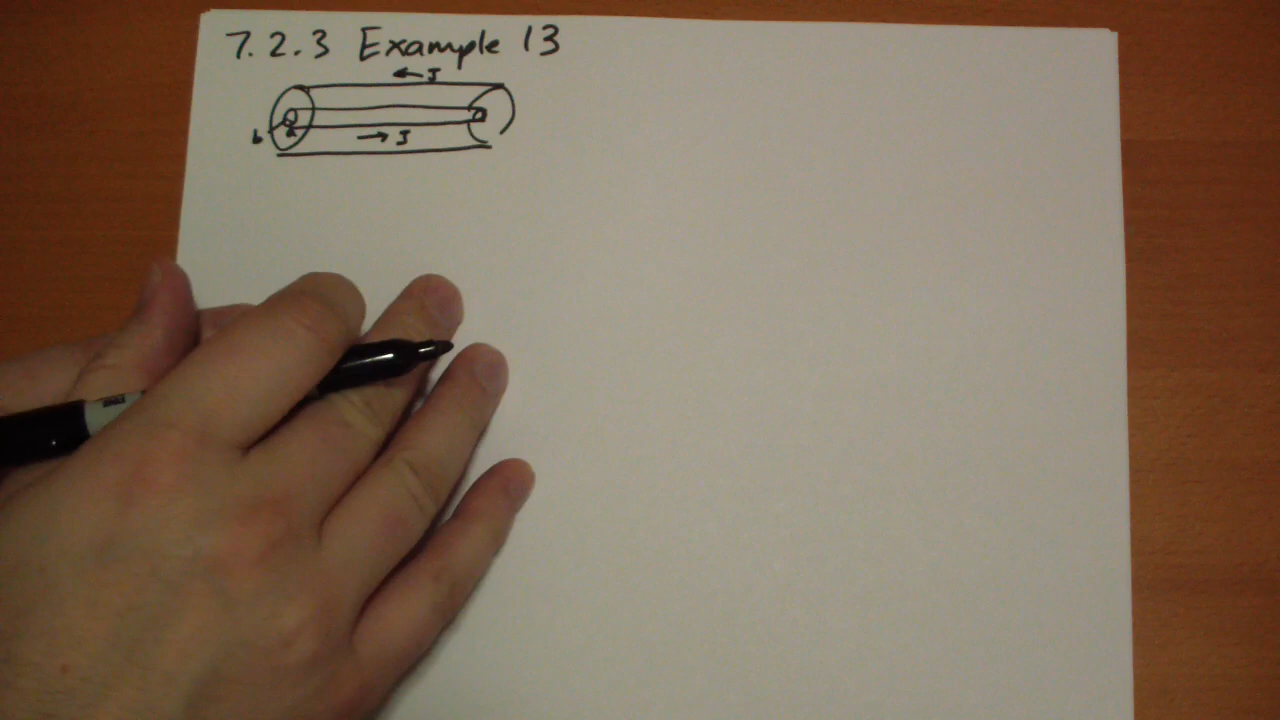 7.2.3 Example 13
← I
b a → I